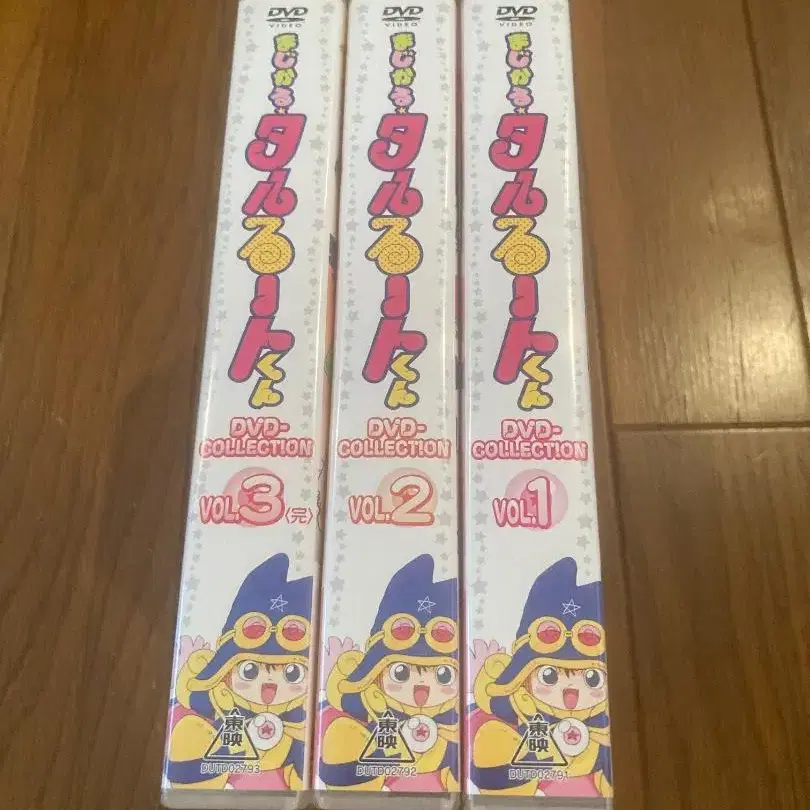 DVD
VIDEO
まじかる☆
タルるートくん
DVD-
COLLECTION
VOL.3〈完〉
東映
DUTD02793
DVD
VIDEO
まじかる☆
タルるートくん
DVD-
COLLECTION
VOL.2
東映
DUTD02792
DVD
VIDEO
まじかる☆
タルるートくん
DVD-
COLLECTION
VOL.1
東映
DUTD02791